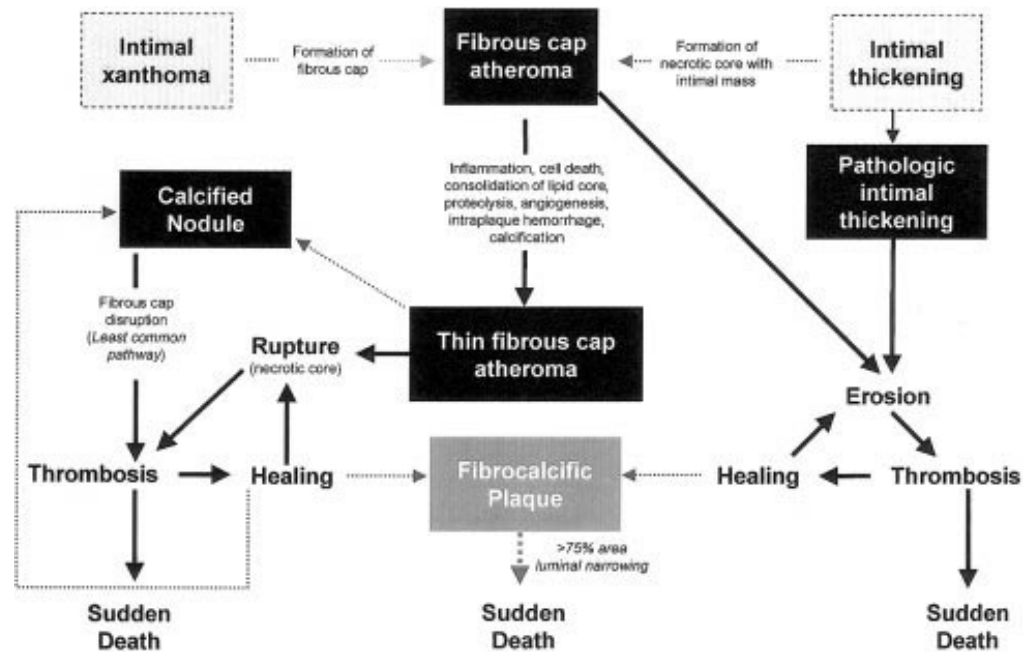 Intimal
xanthoma
Formation of
fibrous cap
Fibrous cap
atheroma
Formation of
necrotic core with
intimal mass
Intimal
thickening
Inflammation, cell death,
consolidation of lipid core,
proteolysis, angiogenesis,
intraplaque hemorrhage,
calcification
Pathologic
intimal
thickening
Calcified
Nodule
Fibrous cap
disruption
(Least common
pathway)
Rupture
(necrotic core)
Thin fibrous cap
atheroma
Erosion
Thrombosis
Healing
Fibrocalcific
Plaque
Healing
Thrombosis
>75% area
luminal narrowing
Sudden
Death
Sudden
Death
Sudden
Death